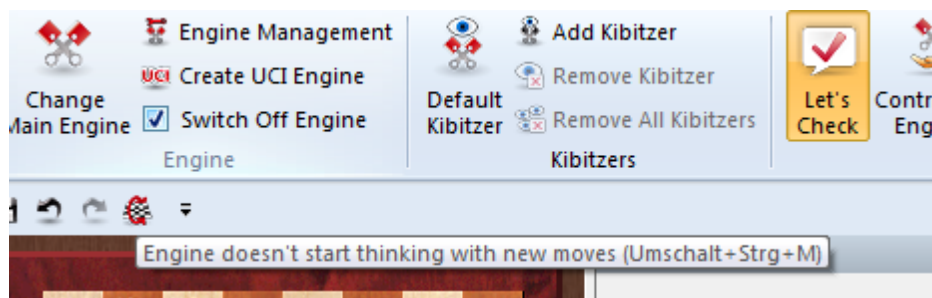 Engine Management
UCI Create UCI Engine
Switch Off Engine
Change
Main Engine
Engine
Default
Kibitzer
Add Kibitzer
Remove Kibitzer
Remove All Kibitzers
Kibitzers
Let's
Check
Engine doesn't start thinking with new moves (Umschalt+Strg+M)